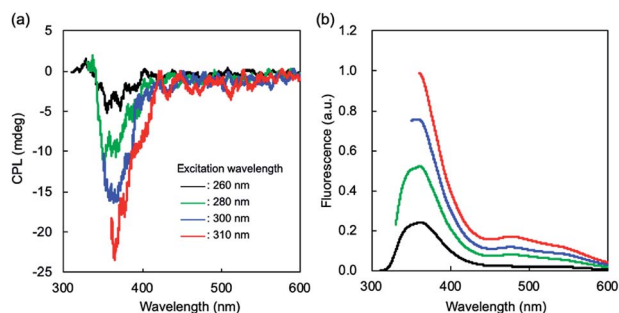 (a)
5
0
-5
-10
-15
-20
-25
CPL (mdeg)
Excitation wavelength
: 260 nm
: 280 nm
: 300 nm
: 310 nm
300 400 500 600
Wavelength (nm)
(b)
1.2
1.0
0.8
0.6
0.4
0.2
0.0
Fluorescence (a.u.)
300 400 500 600
Wavelength (nm)